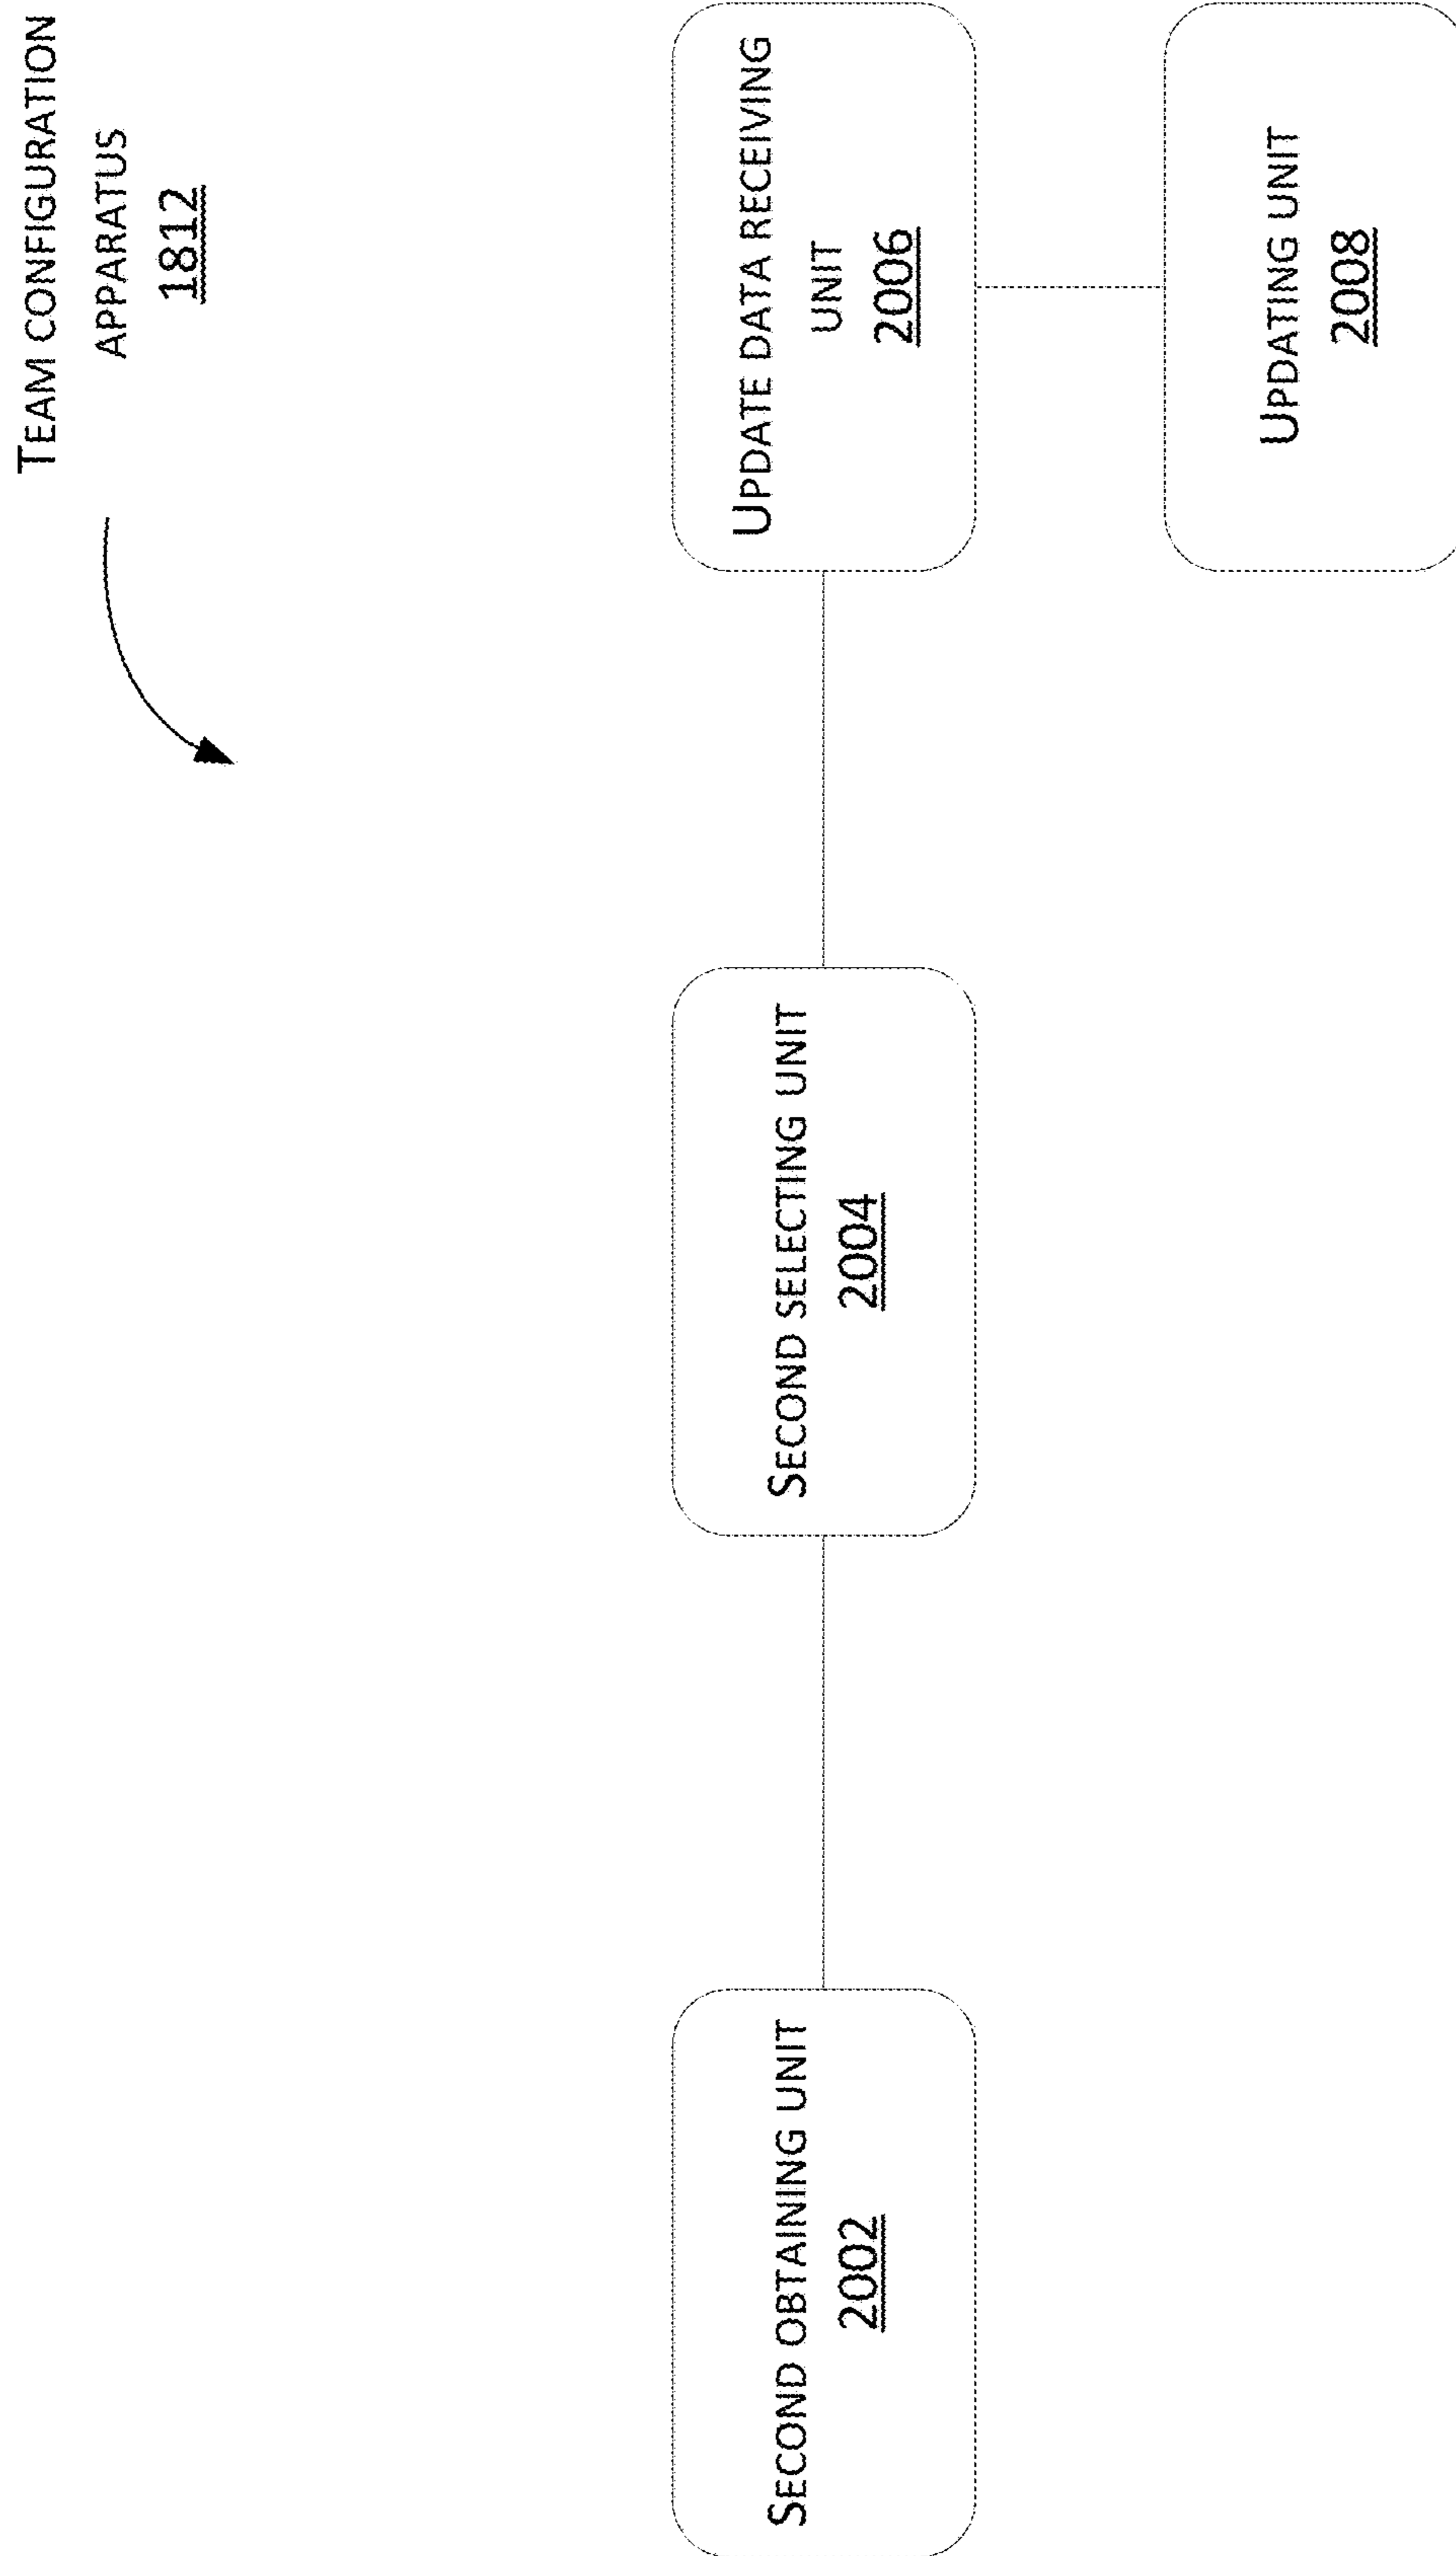 TEAM CONFIGURATION
APPARATUS
1812
SECOND OBTAINING UNIT
2002
SECOND SELECTING UNIT
2004
UPDATE DATA RECEIVING
UNIT
2006
UPDATING UNIT
2008